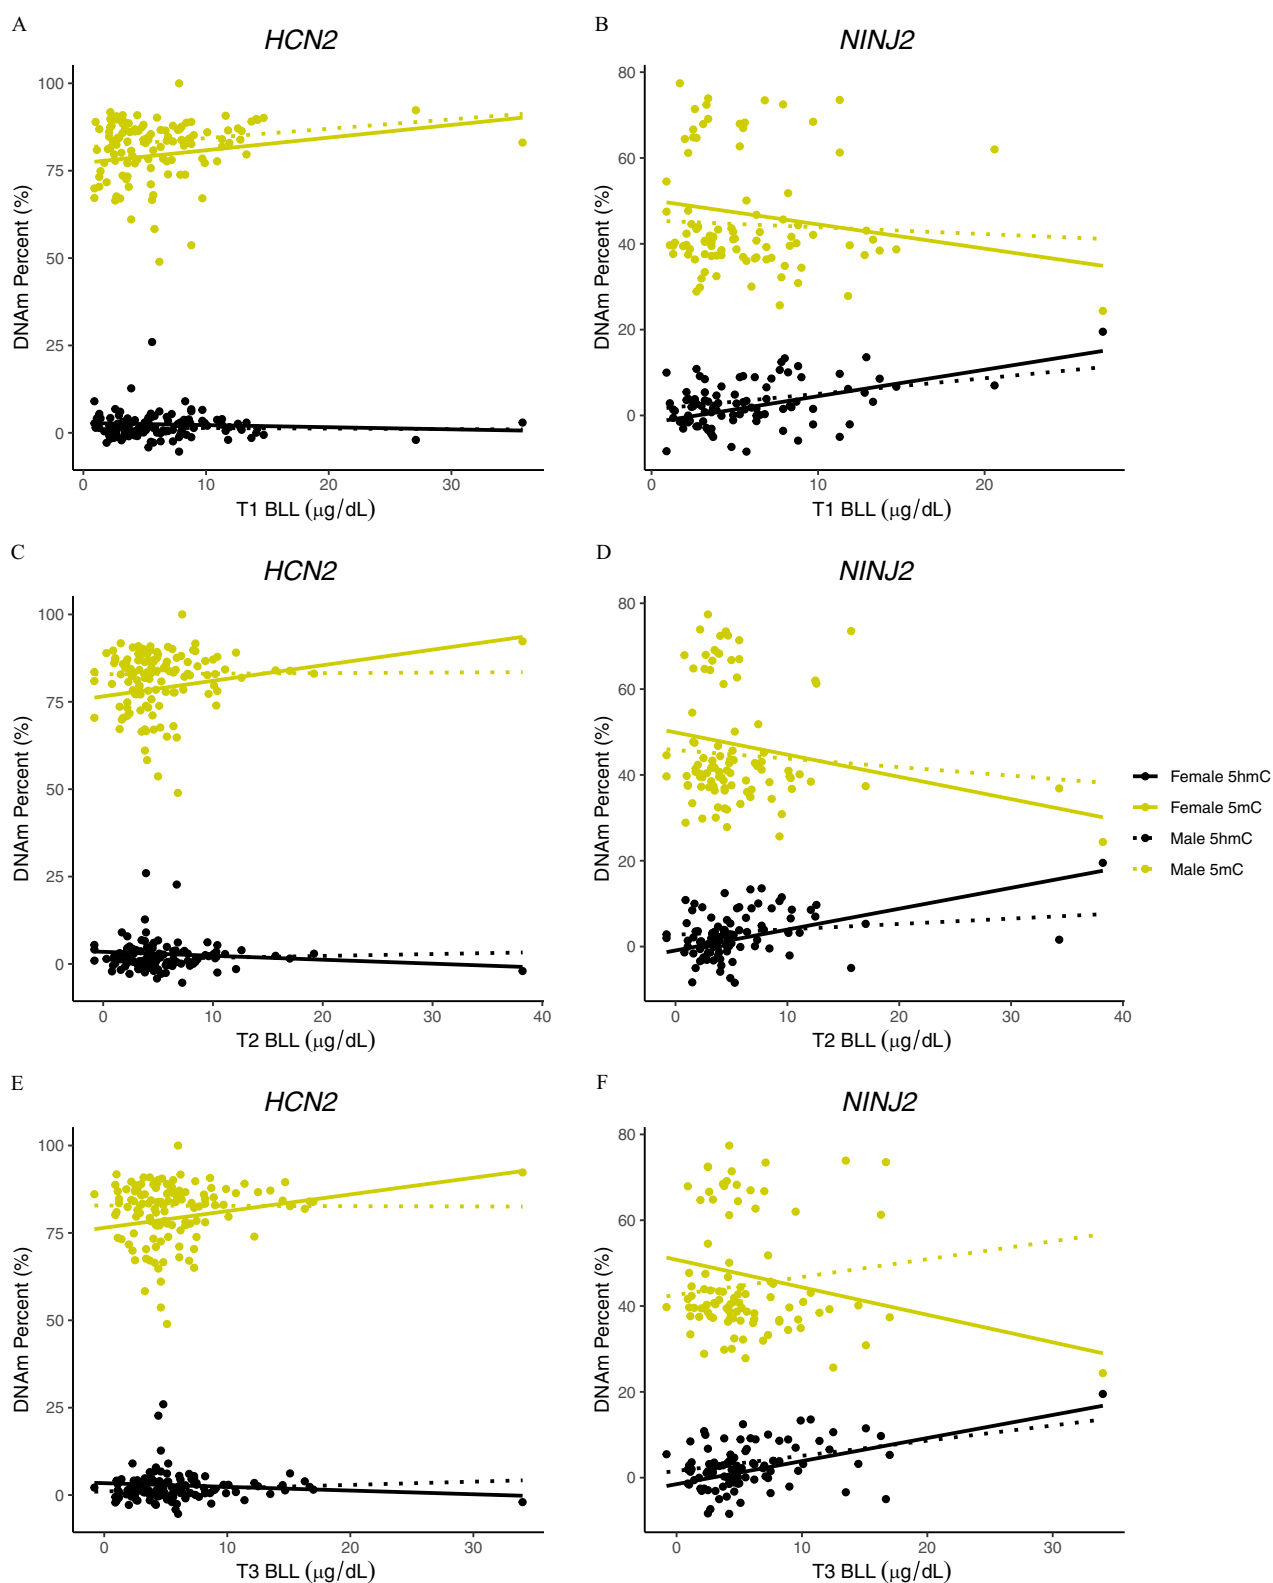 A
HCN2
100
75
50
25
0
DNAm Percent (%)
0 10 20 30
T1 BLL (μg/dL)
B
NINJ2
80
60
40
20
0
DNAm Percent (%)
0 10 20
T1 BLL (μg/dL)
C
HCN2
100
75
50
25
0
DNAm Percent (%)
0 10 20 30 40
T2 BLL (μg/dL)
D
NINJ2
80
60
40
20
0
DNAm Percent (%)
0 10 20 30 40
T2 BLL (μg/dL)
Female 5hmC
Female 5mC
Male 5hmC
Male 5mC
E
HCN2
100
75
50
25
0
DNAm Percent (%)
0 10 20 30
T3 BLL (μg/dL)
F
NINJ2
80
60
40
20
0
DNAm Percent (%)
0 10 20 30
T3 BLL (μg/dL)